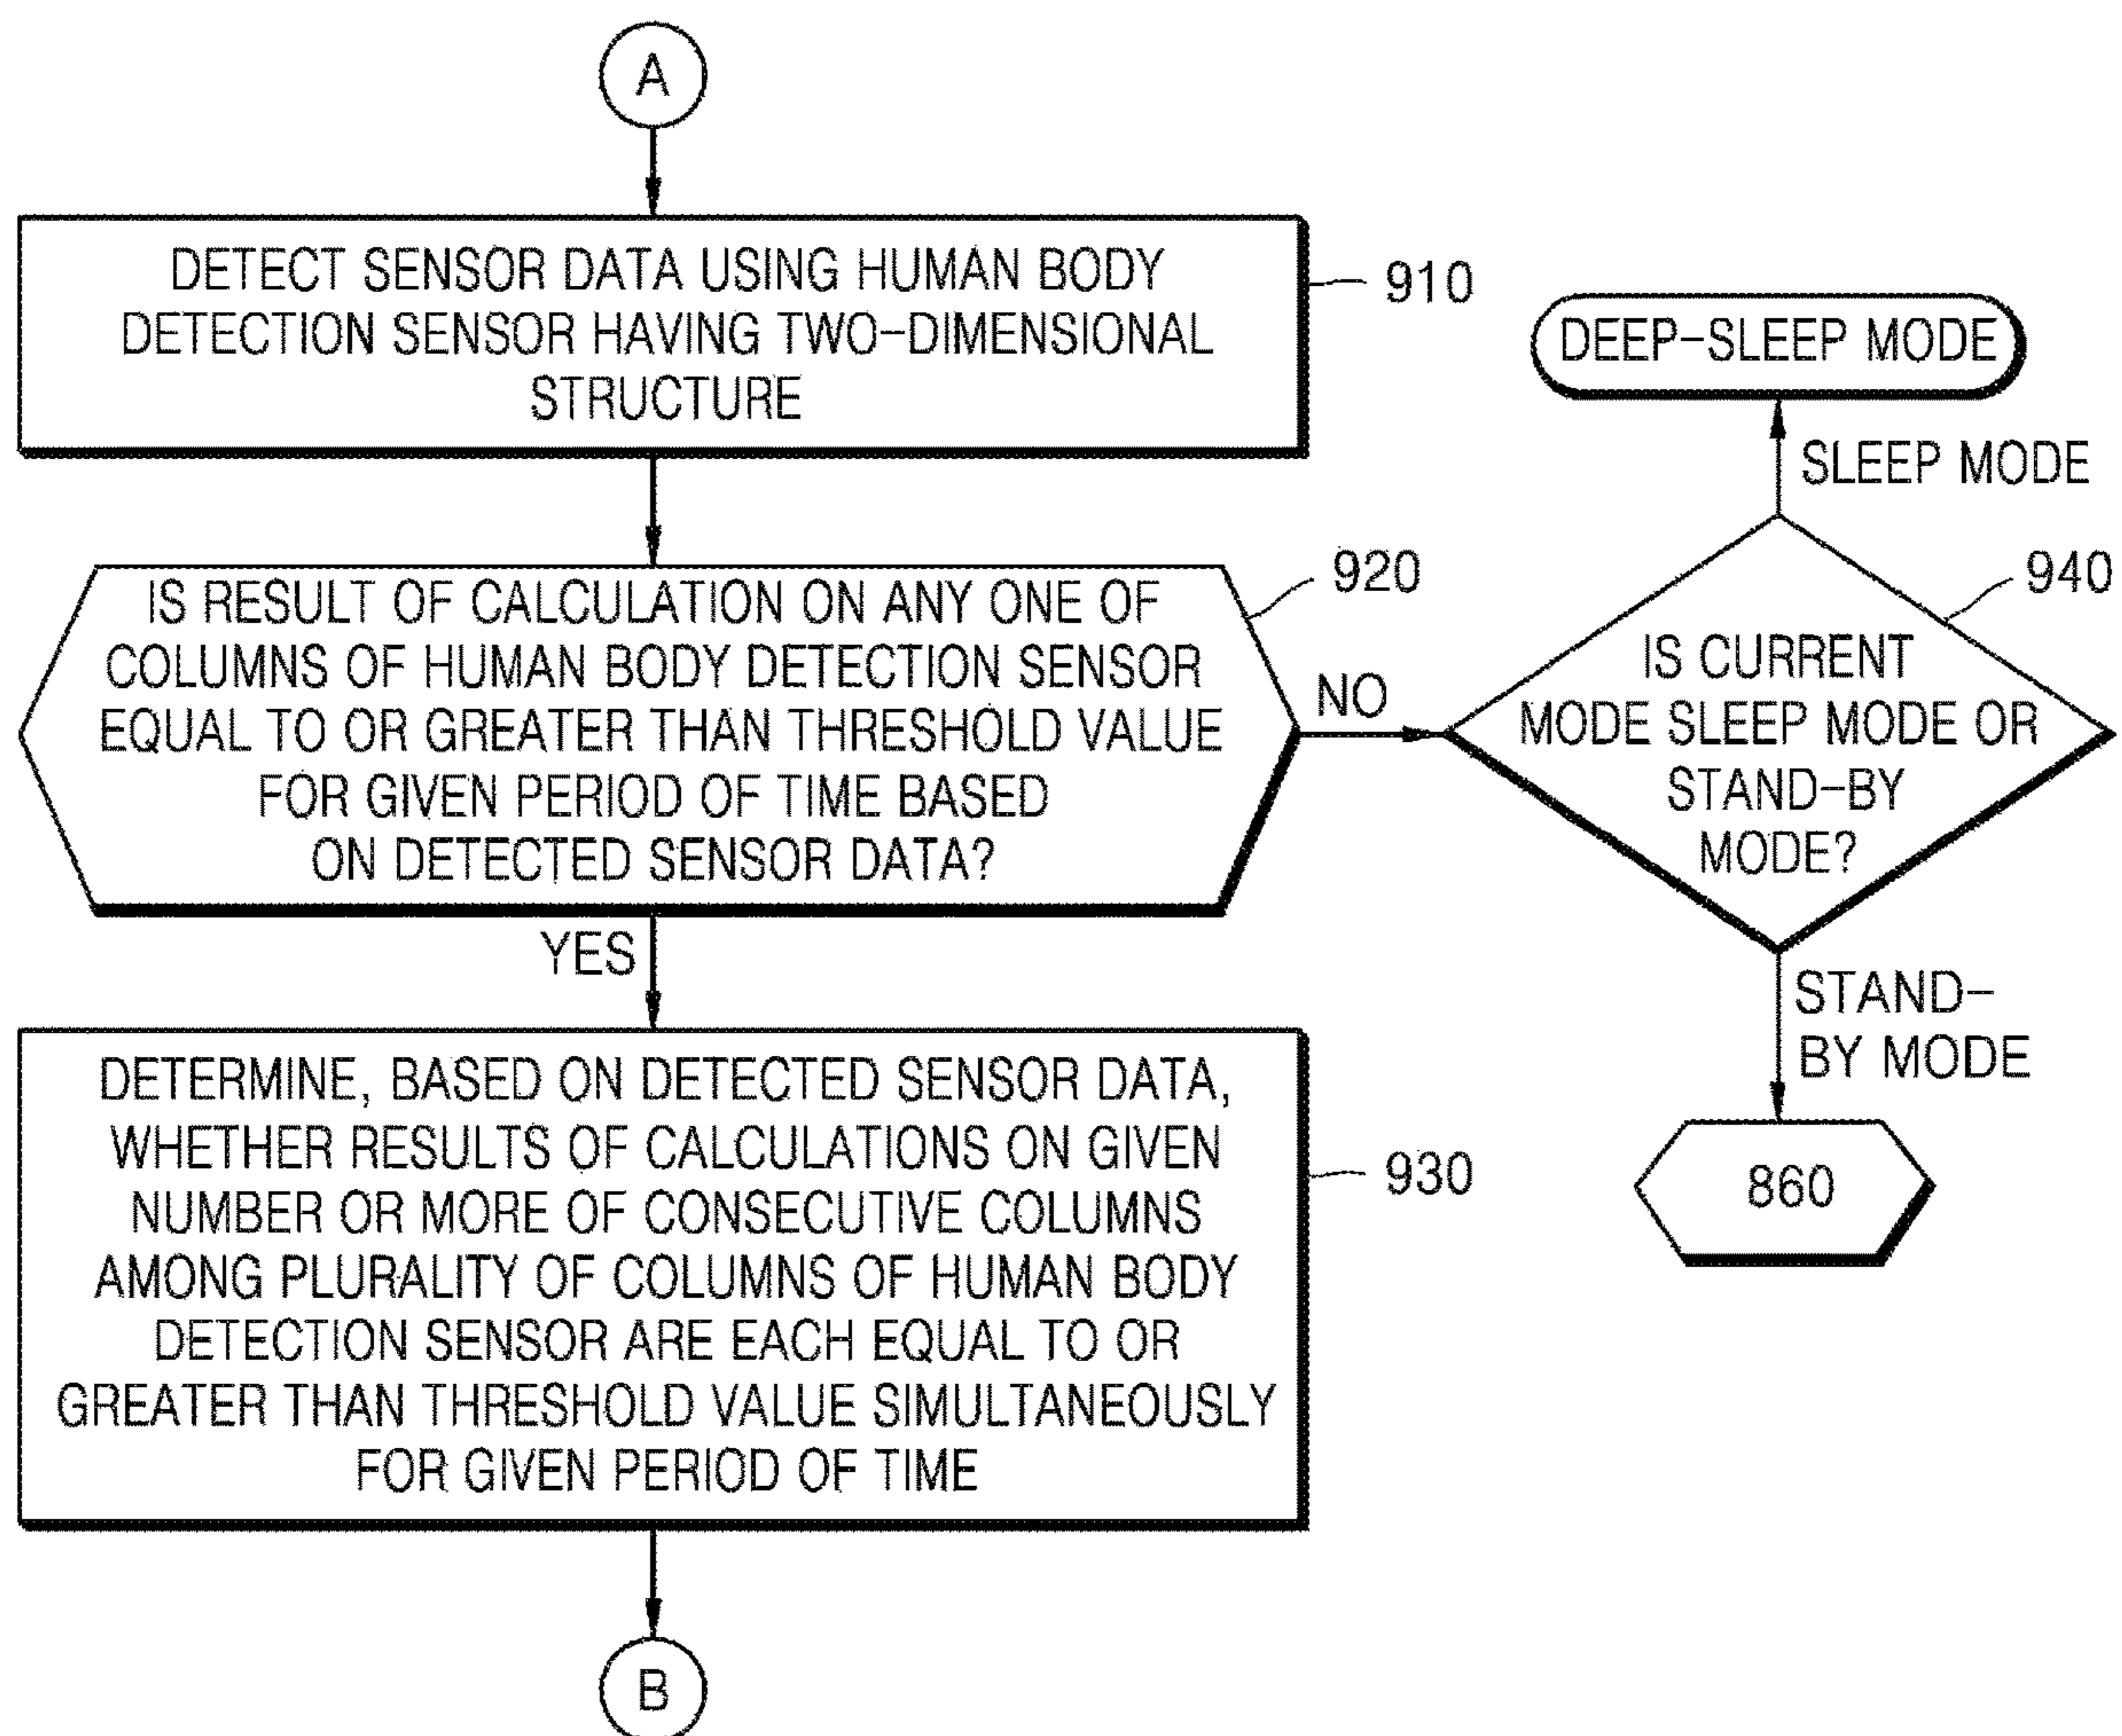 A
DETECT SENSOR DATA USING HUMAN BODY
DETECTION SENSOR HAVING TWO-DIMENSIONAL
STRUCTURE
910
IS RESULT OF CALCULATION ON ANY ONE OF
COLUMNS OF HUMAN BODY DETECTION SENSOR
EQUAL TO OR GREATER THAN THRESHOLD VALUE
FOR GIVEN PERIOD OF TIME BASED
ON DETECTED SENSOR DATA?
920
NO
YES
DEEP-SLEEP MODE
SLEEP MODE
940
IS CURRENT
MODE SLEEP MODE OR
STAND-BY
MODE?
STAND-
BY MODE
860
DETERMINE, BASED ON DETECTED SENSOR DATA,
WHETHER RESULTS OF CALCULATIONS ON GIVEN
NUMBER OR MORE OF CONSECUTIVE COLUMNS
AMONG PLURALITY OF COLUMNS OF HUMAN BODY
DETECTION SENSOR ARE EACH EQUAL TO OR
GREATER THAN THRESHOLD VALUE SIMULTANEOUSLY
FOR GIVEN PERIOD OF TIME
930
B